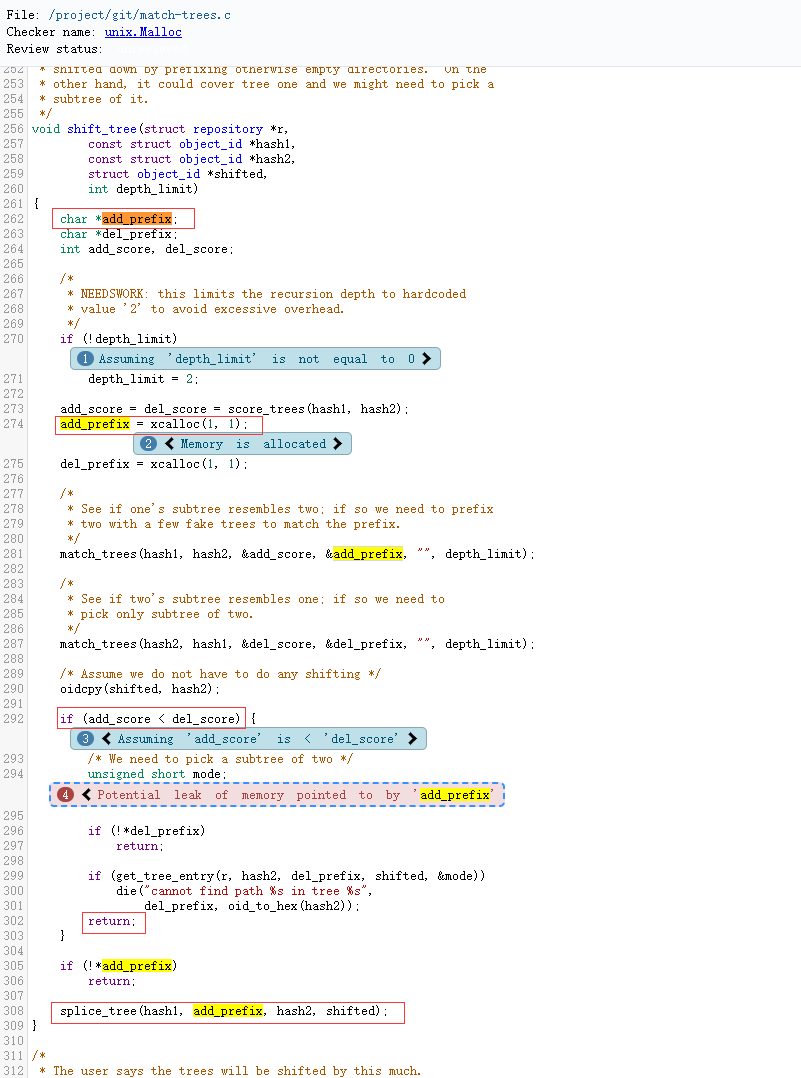 File: /project/git/match-trees.c
Checker name: unix.Malloc
Review status:
252 * shifted down by prefixing otherwise empty directories. On the
253 * other hand, it could cover tree one and we might need to pick a
254 * subtree of it.
255 */
256 void shift_tree(struct repository *r,
257 const struct object_id *hash1,
258 const struct object_id *hash2,
259 struct object_id *shifted,
260 int depth_limit)
261 {
262 char *add_prefix;
263 char *del_prefix;
264 int add_score, del_score;
265
266 /*
267 * NEEDSWORK: this limits the recursion depth to hardcoded
268 * value '2' to avoid excessive overhead.
269 */
270 if (!depth_limit)
1 Assuming 'depth_limit' is not equal to 0 ❯
271 depth_limit = 2;
272
273 add_score = del_score = score_trees(hash1, hash2);
274 add_prefix = xcalloc(1, 1);
2 ❮ Memory is allocated ❯
275 del_prefix = xcalloc(1, 1);
276
277 /*
278 * See if one's subtree resembles two; if so we need to prefix
279 * two with a few fake trees to match the prefix.
280 */
281 match_trees(hash1, hash2, &add_score, &add_prefix, "", depth_limit);
282
283 /*
284 * See if two's subtree resembles one; if so we need to
285 * pick only subtree of two.
286 */
287 match_trees(hash2, hash1, &del_score, &del_prefix, "", depth_limit);
288
289 /* Assume we do not have to do any shifting */
290 oidcpy(shifted, hash2);
291
292 if (add_score < del_score) {
3 ❮ Assuming 'add_score' is < 'del_score' ❯
293 /* We need to pick a subtree of two */
294 unsigned short mode;
4 ❮ Potential leak of memory pointed to by 'add_prefix'
295
296 if (!*del_prefix)
297 return;
298
299 if (get_tree_entry(r, hash2, del_prefix, shifted, &mode))
300 die("cannot find path %s in tree %s",
301 del_prefix, oid_to_hex(hash2));
302 return;
303 }
304
305 if (!*add_prefix)
306 return;
307
308 splice_tree(hash1, add_prefix, hash2, shifted);
309 }
310
311 /*
312 * The user says the trees will be shifted by this much.